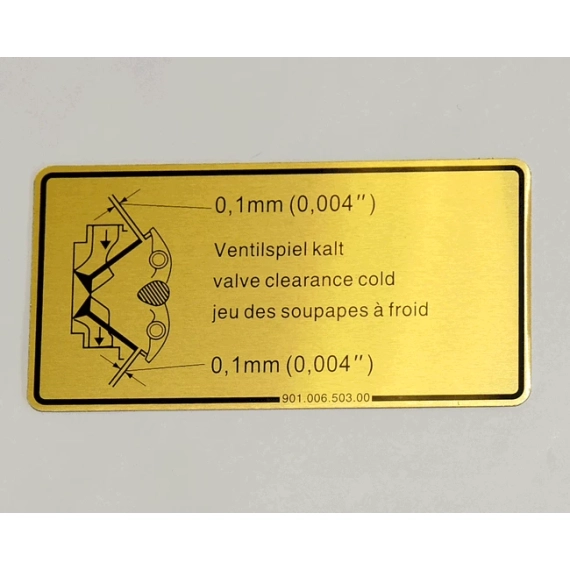 0,1mm (0,004")
Ventilspiel kalt
valve clearance cold
jeu des soupapes à froid
0,1mm (0,004")
901.006.503.00